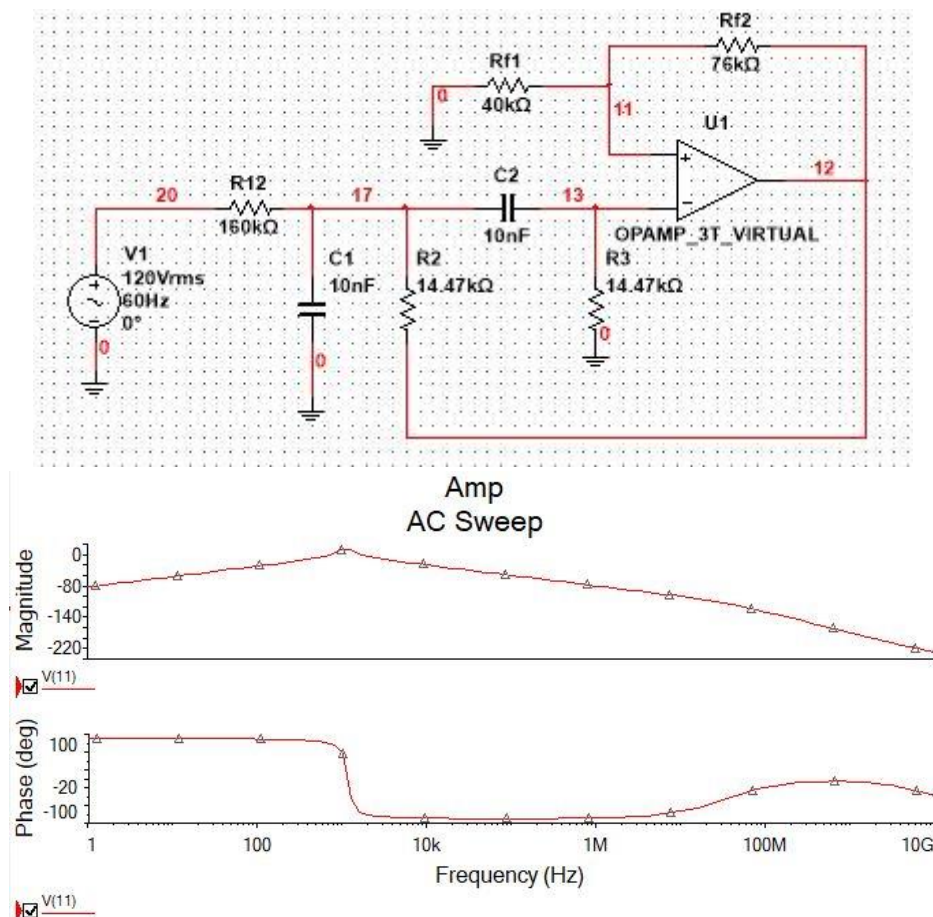 Rf2
76kΩ
Rf1
0
40kΩ
11
U1
12
OPAMP_3T_VIRTUAL
20
R12
160kΩ
17
C2
10nF
13
V1
120Vrms
60Hz
0°
0
C1
10nF
0
R2
14.47kΩ
R3
14.47kΩ
0
Amp
AC Sweep
Magnitude
0
-80
-140
-220
V(11)
Phase (deg)
100
-20
-100
1 100 10k 1M 100M 10G
Frequency (Hz)
V(11)